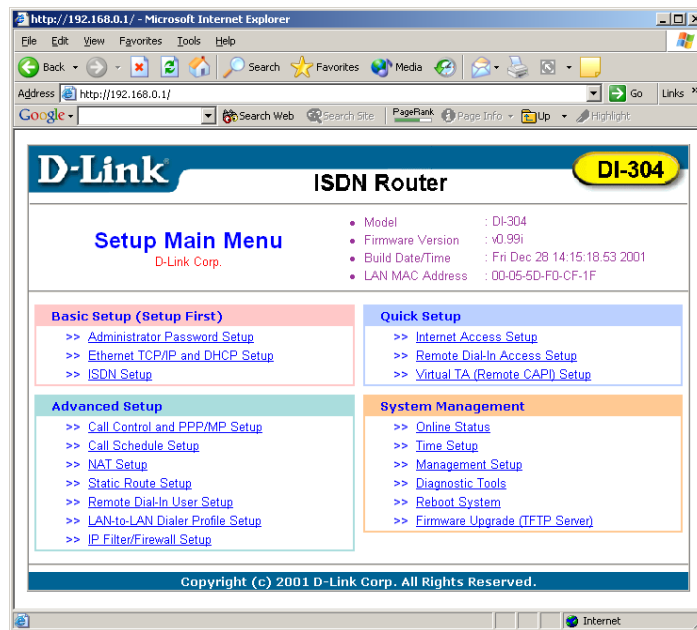 http://192.168.0.1/ - Microsoft Internet Explorer
File Edit View Favorites Tools Help
Back Search Favorites Media
Address http://192.168.0.1/ Go Links »
Google Search Web Search Site PageRank Page Info Up Highlight
D-Link
ISDN Router
DI-304
Setup Main Menu
D-Link Corp.
• Model : DI-304
• Firmware Version : v0.99i
• Build Date/Time : Fri Dec 28 14:15:18.53 2001
• LAN MAC Address : 00-05-5D-F0-CF-1F
Basic Setup (Setup First)
>> Administrator Password Setup
>> Ethernet TCP/IP and DHCP Setup
>> ISDN Setup
Quick Setup
>> Internet Access Setup
>> Remote Dial-In Access Setup
>> Virtual TA (Remote CAPI) Setup
Advanced Setup
>> Call Control and PPP/MP Setup
>> Call Schedule Setup
>> NAT Setup
>> Static Route Setup
>> Remote Dial-In User Setup
>> LAN-to-LAN Dialer Profile Setup
>> IP Filter/Firewall Setup
System Management
>> Online Status
>> Time Setup
>> Management Setup
>> Diagnostic Tools
>> Reboot System
>> Firmware Upgrade (TFTP Server)
Copyright (c) 2001 D-Link Corp. All Rights Reserved.
Internet